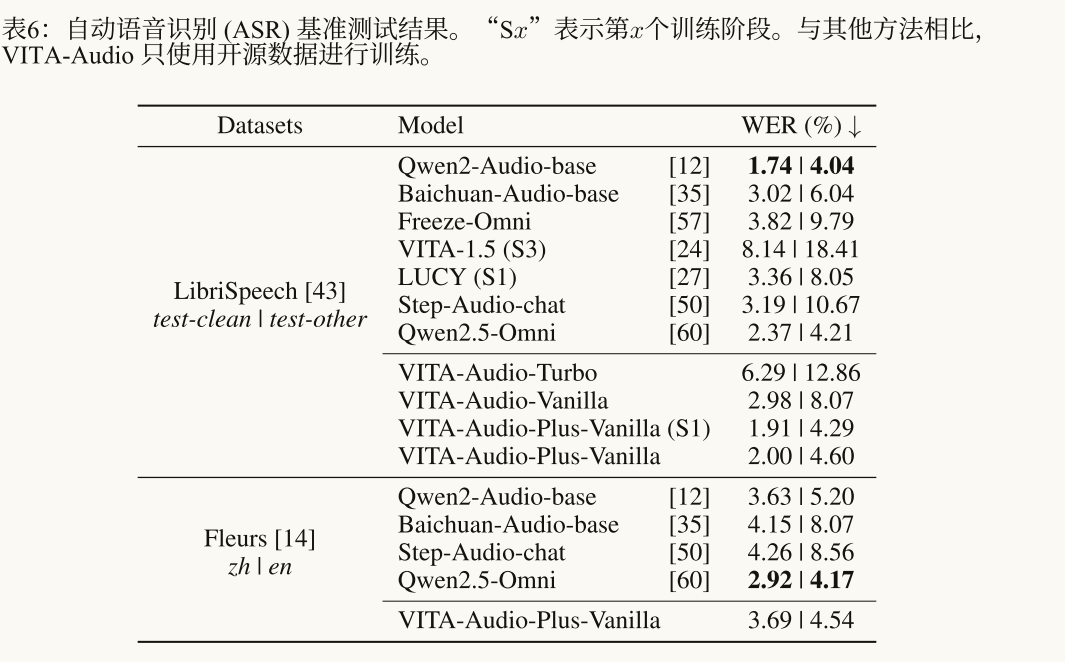 表6：自动语音识别 (ASR) 基准测试结果。 “Sx”表示第x个训练阶段。与其他方法相比，
VITA-Audio 只使用开源数据进行训练。
Datasets Model WER (%) ↓
Qwen2-Audio-base [12] 1.74 | 4.04
Baichuan-Audio-base [35] 3.02 | 6.04
Freeze-Omni [57] 3.82 | 9.79
VITA-1.5 (S3) [24] 8.14 | 18.41
LUCY (S1) [27] 3.36 | 8.05
LibriSpeech [43]
test-clean | test-other
Step-Audio-chat [50] 3.19 | 10.67
Qwen2.5-Omni [60] 2.37 | 4.21
VITA-Audio-Turbo 6.29 | 12.86
VITA-Audio-Vanilla 2.98 | 8.07
VITA-Audio-Plus-Vanilla (S1) 1.91 | 4.29
VITA-Audio-Plus-Vanilla 2.00 | 4.60
Qwen2-Audio-base [12] 3.63 | 5.20
Baichuan-Audio-base [35] 4.15 | 8.07
Fleurs [14]
zh | en
Step-Audio-chat [50] 4.26 | 8.56
Qwen2.5-Omni [60] 2.92 | 4.17
VITA-Audio-Plus-Vanilla 3.69 | 4.54